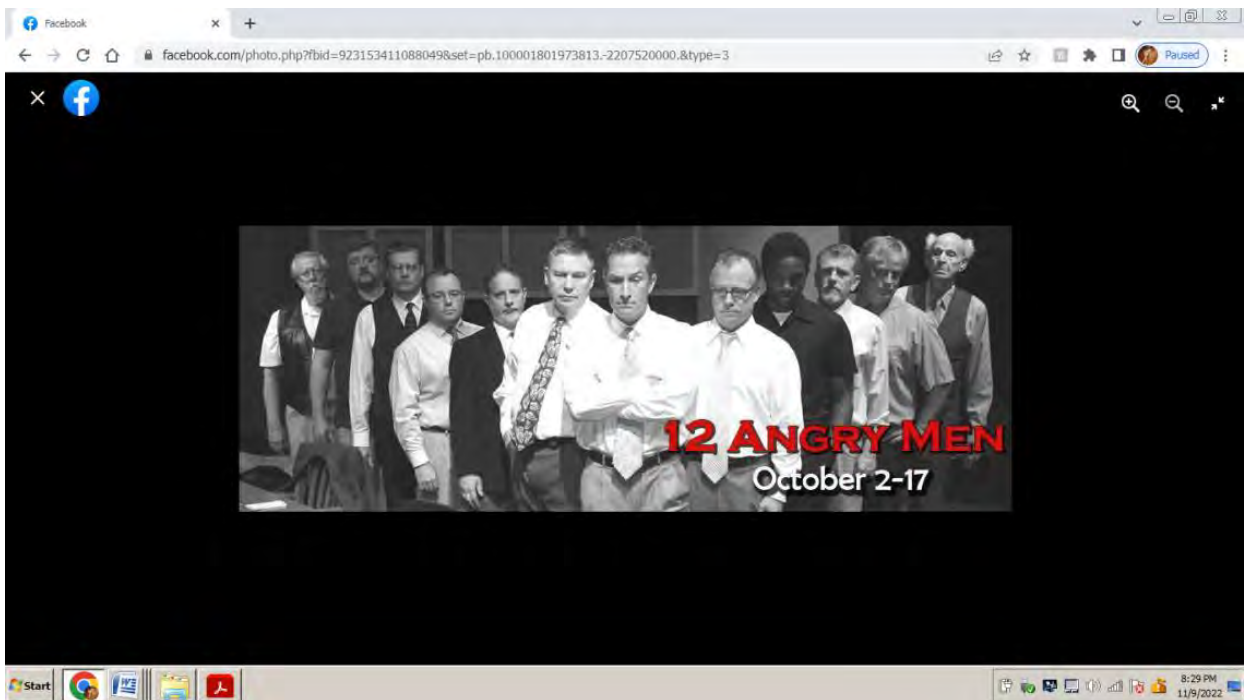 Facebook
facebook.com/photo.php?fbid=923153411088049&set=pb.100001801973813.-2207520000.&type=3
Paused
12 ANGRY MEN
October 2-17
Start
8:29 PM
11/9/2022